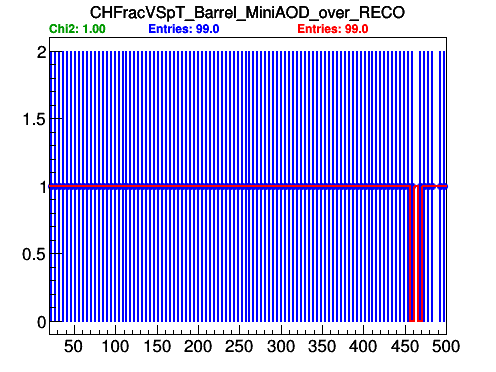 CHFracVSpT_Barrel_MiniAOD_over_RECO
Chi2: 1.00 Entries: 99.0 Entries: 99.0
2
1.5
1
0.5
0
50 100 150 200 250 300 350 400 450 500